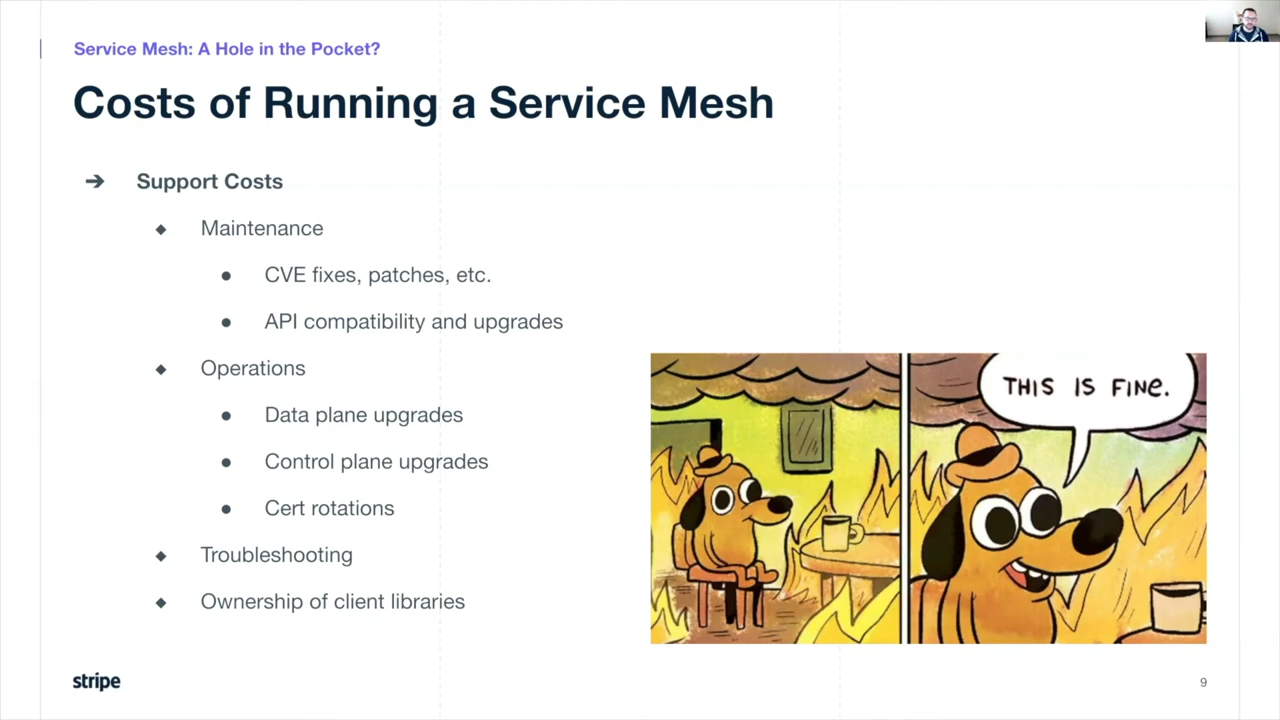 Service Mesh: A Hole in the Pocket?
Costs of Running a Service Mesh
➔ Support Costs
◆ Maintenance
● CVE fixes, patches, etc.
● API compatibility and upgrades
◆ Operations
● Data plane upgrades
● Control plane upgrades
● Cert rotations
◆ Troubleshooting
◆ Ownership of client libraries
THIS IS FINE.
stripe
9